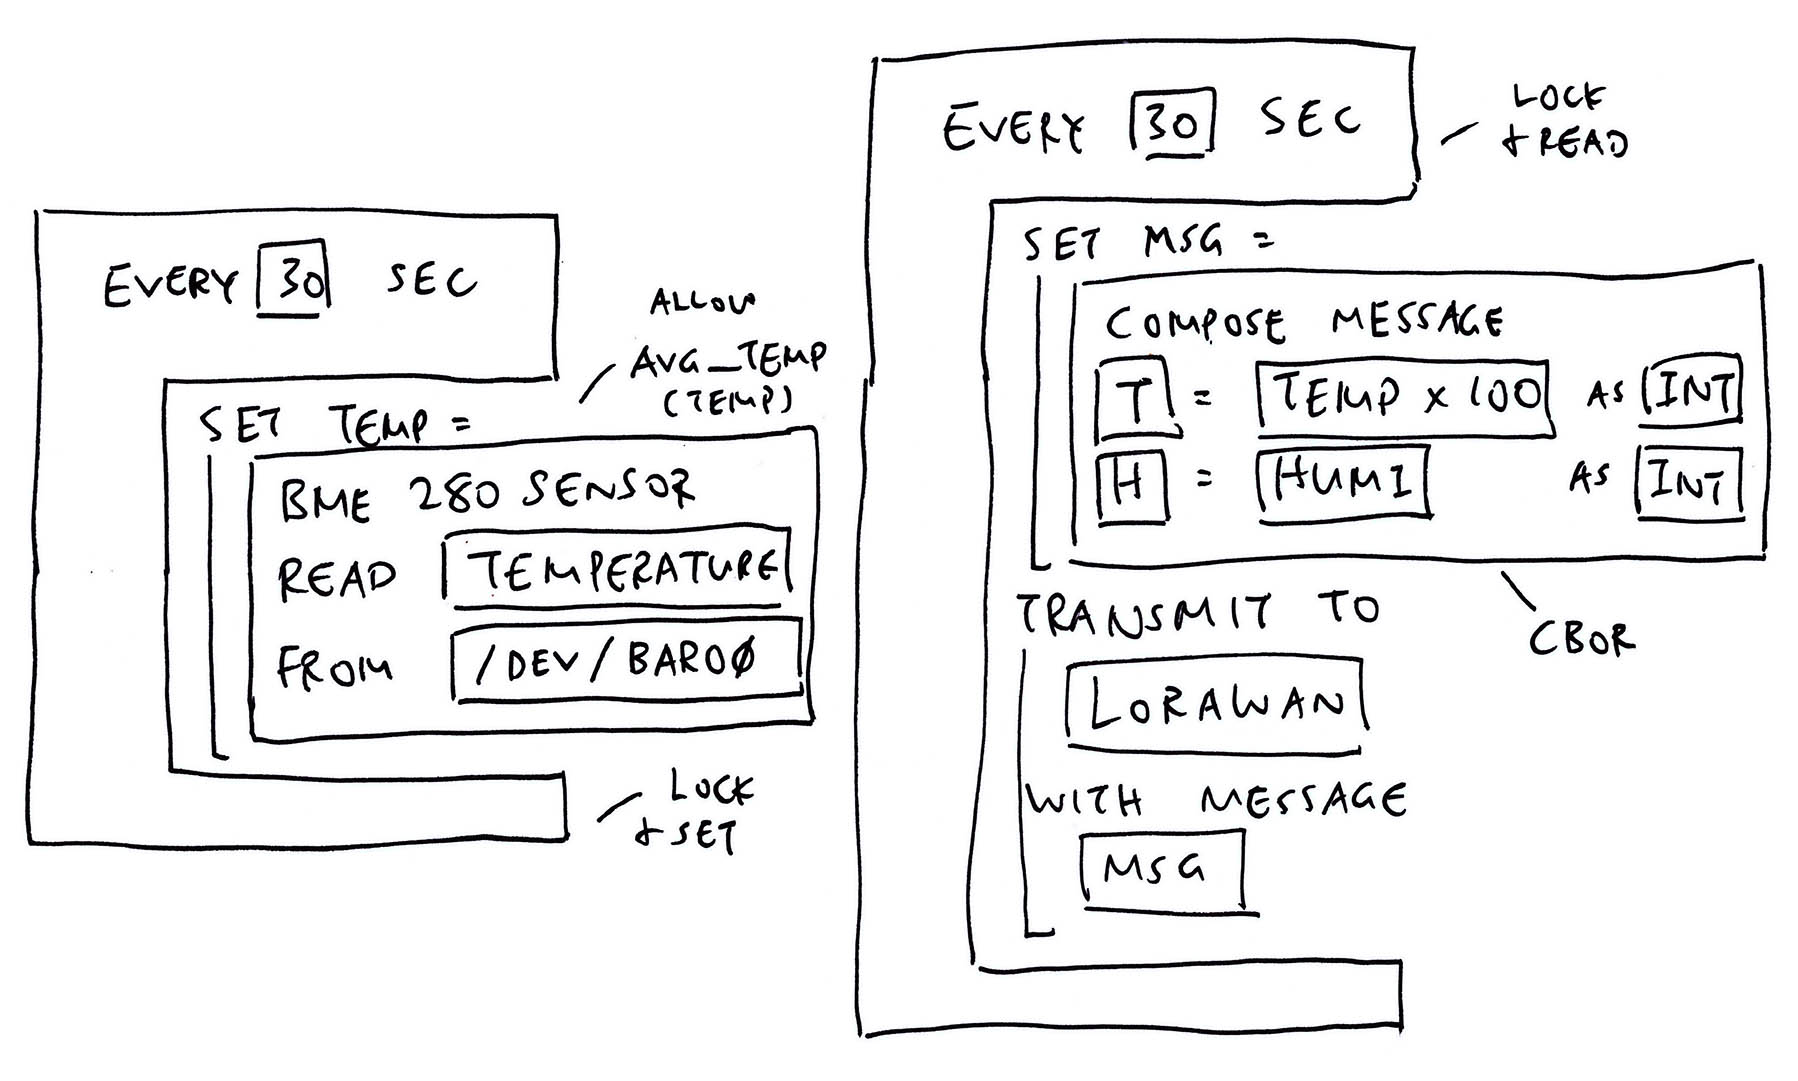 EVERY 30 SEC
ALLOW
AVG_TEMP
(TEMP)
SET TEMP =
BME 280 SENSOR
READ TEMPERATURE
FROM /DEV/BARO0
LOCK
+ SET
EVERY 30 SEC
LOCK
+ READ
SET MSG =
COMPOSE MESSAGE
T = TEMP x 100 AS INT
H = HUMI AS INT
CBOR
TRANSMIT TO
LORAWAN
WITH MESSAGE
MSG